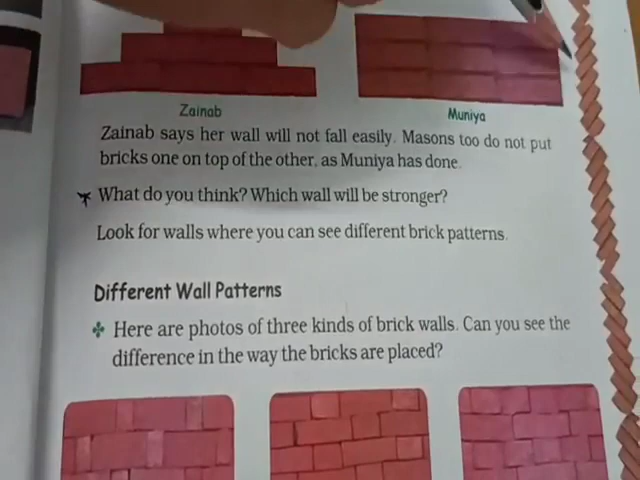 Zainab
Muniya
Zainab says her wall will not fall easily. Masons too do not put
bricks one on top of the other, as Muniya has done.
What do you think? Which wall will be stronger?
Look for walls where you can see different brick patterns.
Different Wall Patterns
Here are photos of three kinds of brick walls. Can you see the
difference in the way the bricks are placed?